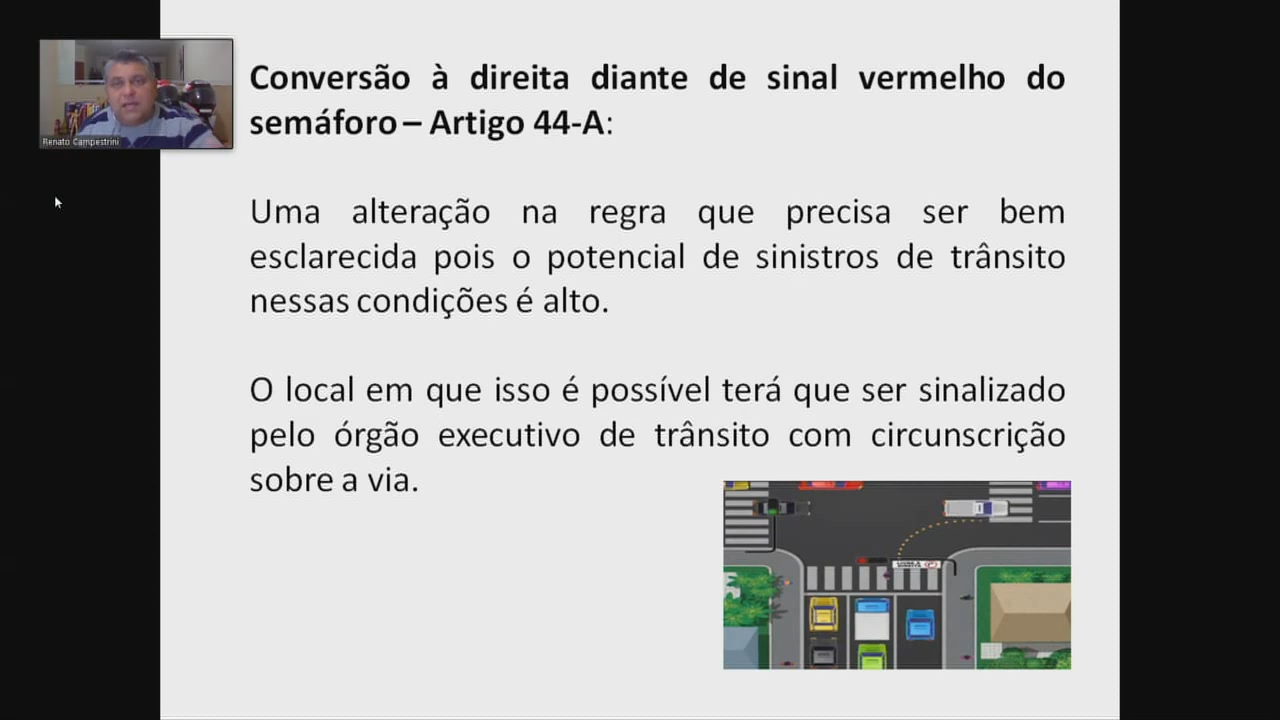 Conversão à direita diante de sinal vermelho do
semáforo – Artigo 44-A:
Renato Campestrini
Uma alteração na regra que precisa ser bem
esclarecida pois o potencial de sinistros de trânsito
nessas condições é alto.
O local em que isso é possível terá que ser sinalizado
pelo órgão executivo de trânsito com circunscrição
sobre a via.
LIVRE À
DIREITA